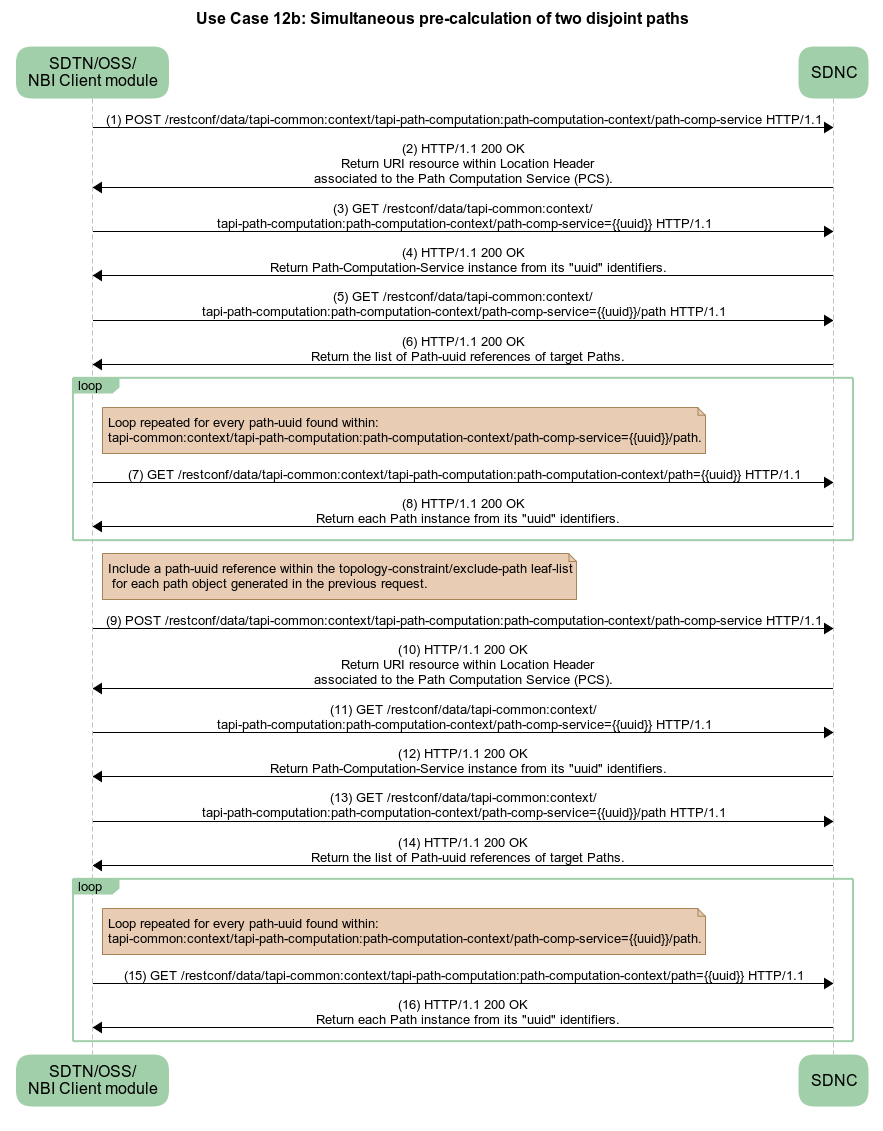 Use Case 12b: Simultaneous pre-calculation of two disjoint paths
SDTN/OSS/
NBI Client module
SDNC
(1) POST /restconf/data/tapi-common:context/tapi-path-computation:path-computation-context/path-comp-service HTTP/1.1
(2) HTTP/1.1 200 OK
Return URI resource within Location Header
associated to the Path Computation Service (PCS).
(3) GET /restconf/data/tapi-common:context/
tapi-path-computation:path-computation-context/path-comp-service={{uuid}} HTTP/1.1
(4) HTTP/1.1 200 OK
Return Path-Computation-Service instance from its "uuid" identifiers.
(5) GET /restconf/data/tapi-common:context/
tapi-path-computation:path-computation-context/path-comp-service={{uuid}}/path HTTP/1.1
(6) HTTP/1.1 200 OK
Return the list of Path-uuid references of target Paths.
loop
Loop repeated for every path-uuid found within:
tapi-common:context/tapi-path-computation:path-computation-context/path-comp-service={{uuid}}/path.
(7) GET /restconf/data/tapi-common:context/tapi-path-computation:path-computation-context/path={{uuid}} HTTP/1.1
(8) HTTP/1.1 200 OK
Return each Path instance from its "uuid" identifiers.
Include a path-uuid reference within the topology-constraint/exclude-path leaf-list
for each path object generated in the previous request.
(9) POST /restconf/data/tapi-common:context/tapi-path-computation:path-computation-context/path-comp-service HTTP/1.1
(10) HTTP/1.1 200 OK
Return URI resource within Location Header
associated to the Path Computation Service (PCS).
(11) GET /restconf/data/tapi-common:context/
tapi-path-computation:path-computation-context/path-comp-service={{uuid}} HTTP/1.1
(12) HTTP/1.1 200 OK
Return Path-Computation-Service instance from its "uuid" identifiers.
(13) GET /restconf/data/tapi-common:context/
tapi-path-computation:path-computation-context/path-comp-service={{uuid}}/path HTTP/1.1
(14) HTTP/1.1 200 OK
Return the list of Path-uuid references of target Paths.
loop
Loop repeated for every path-uuid found within:
tapi-common:context/tapi-path-computation:path-computation-context/path-comp-service={{uuid}}/path.
(15) GET /restconf/data/tapi-common:context/tapi-path-computation:path-computation-context/path={{uuid}} HTTP/1.1
(16) HTTP/1.1 200 OK
Return each Path instance from its "uuid" identifiers.
SDTN/OSS/
NBI Client module
SDNC